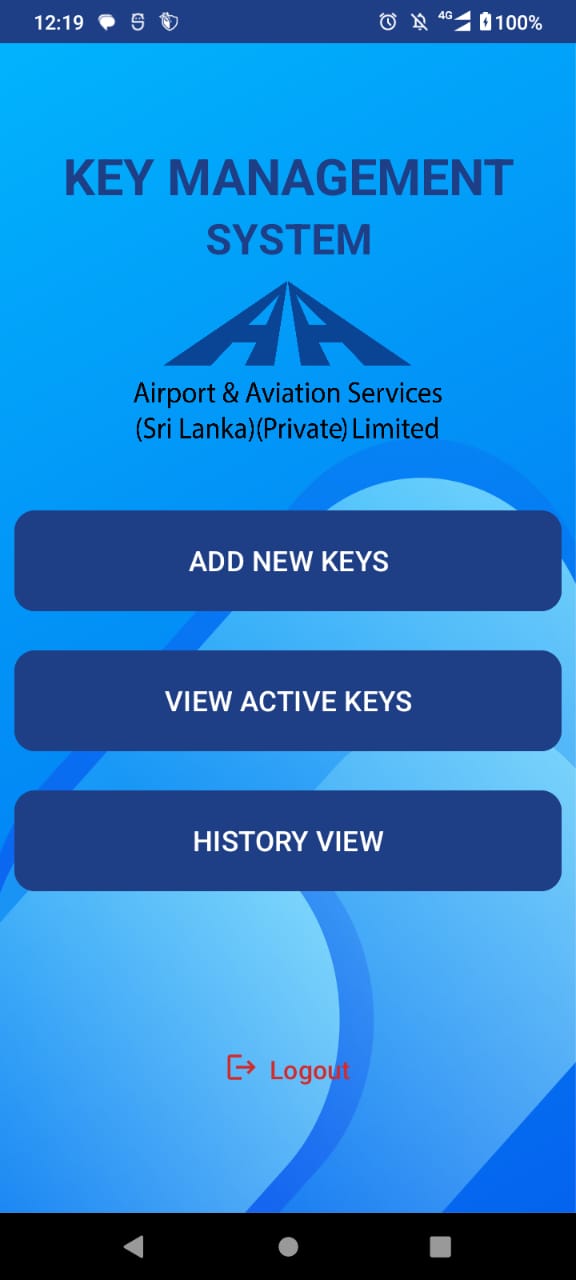 12:19 4G 100%
KEY MANAGEMENT
SYSTEM
Airport & Aviation Services
(Sri Lanka)(Private) Limited
ADD NEW KEYS
VIEW ACTIVE KEYS
HISTORY VIEW
Logout